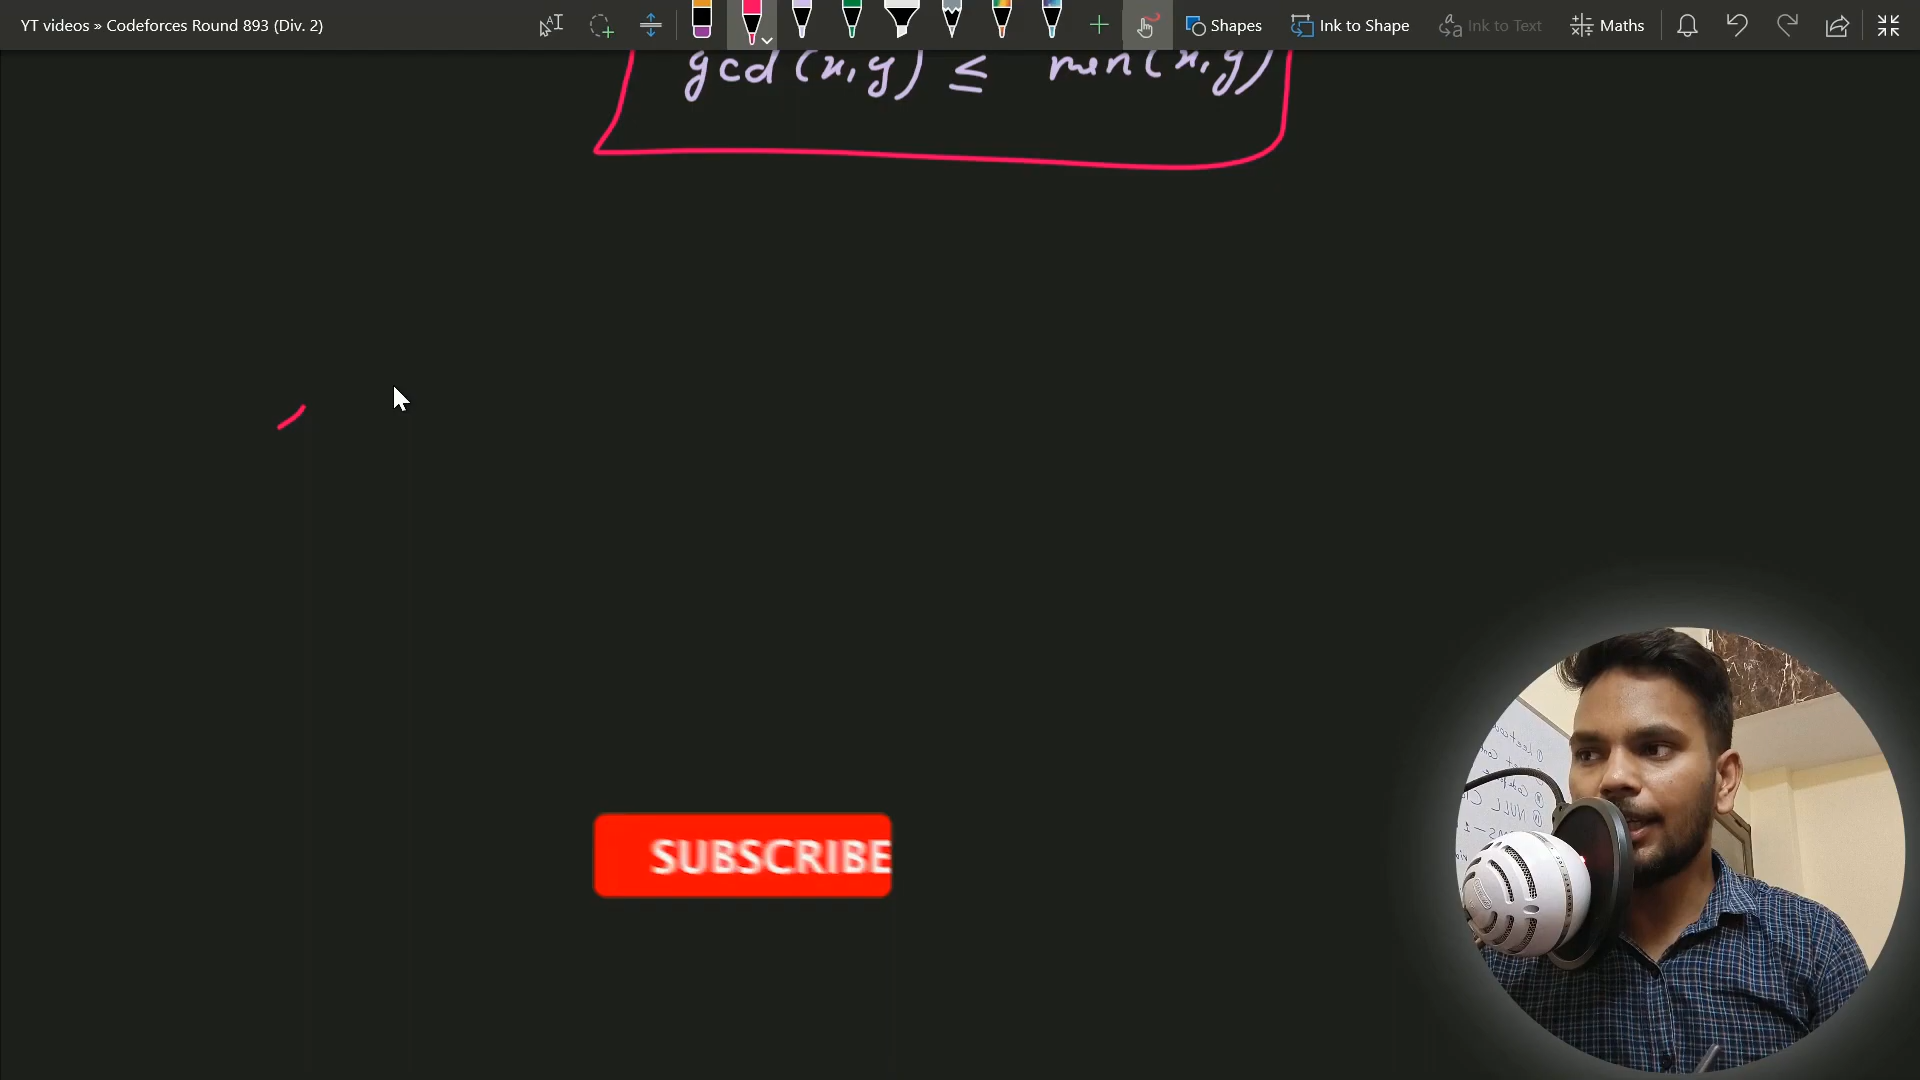 YT videos » Codeforces Round 893 (Div. 2)
Shapes
Ink to Shape
Ink to Text
Maths
gcd (x, y) ≤ min (x, y)
SUBSCRIBE